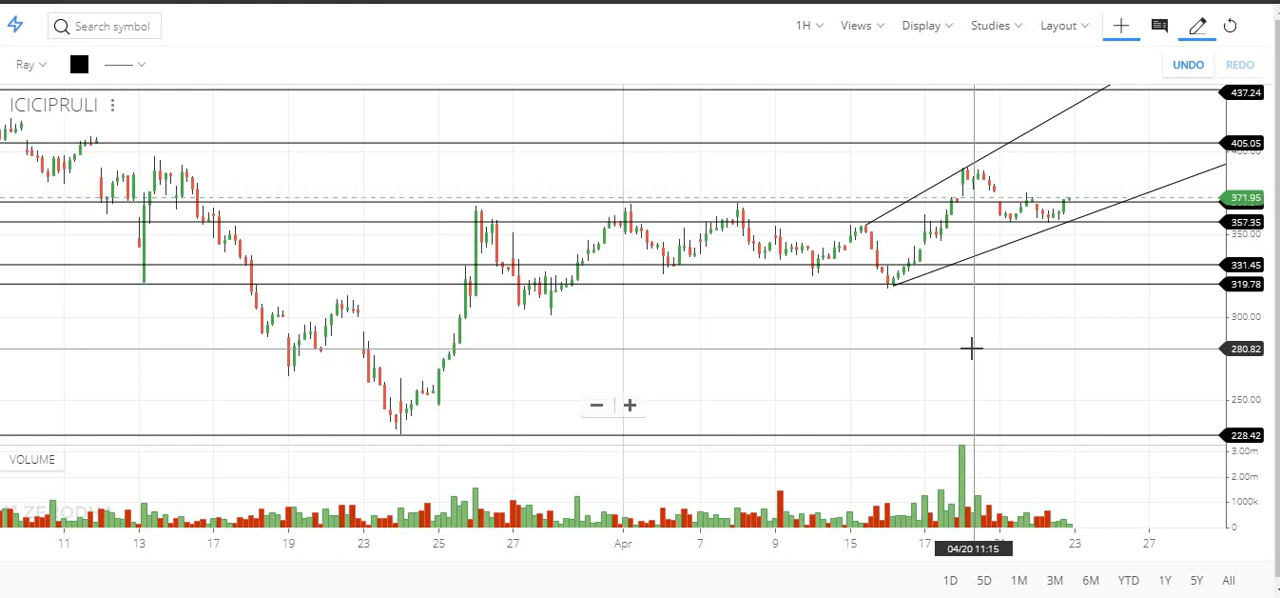 Search symbol 1H Views Display Studies Layout
Ray UNDO REDO
437.24
ICICIPRULI
405.05
371.95
357.35
350.00
331.45
319.78
300.00
280.82
250.00
228.42
3.00m
VOLUME
2.00m
1000k
0
11 13 17 19 23 25 27 Apr 7 9 15 17 23 27
04/20 11:15
1D 5D 1M 3M 6M YTD 1Y 5Y All